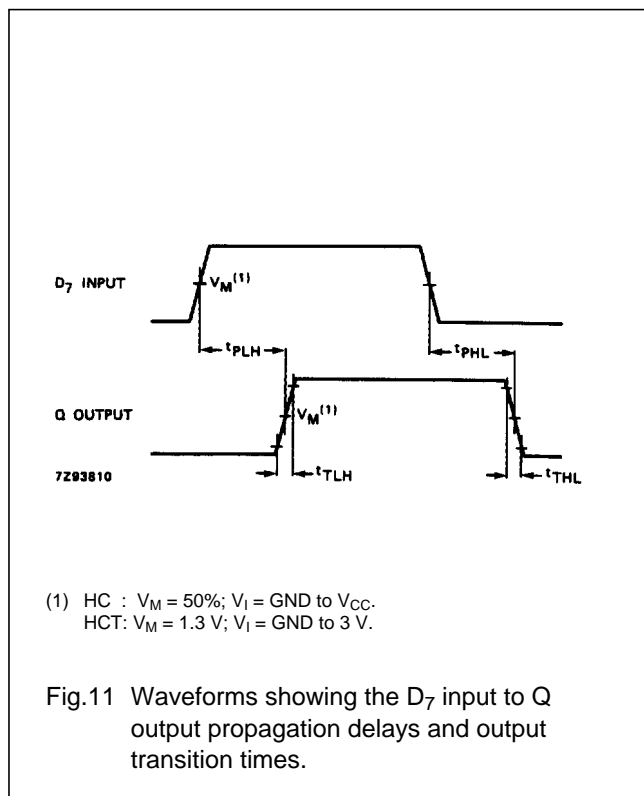 D7 INPUT
VM(1)
tPLH
tPHL
Q OUTPUT
VM(1)
7Z93810
tTLH
tTHL
(1) HC : VM = 50%; VI = GND to VCC.
HCT: VM = 1.3 V; VI = GND to 3 V.
Fig.11 Waveforms showing the D7 input to Q
output propagation delays and output
transition times.